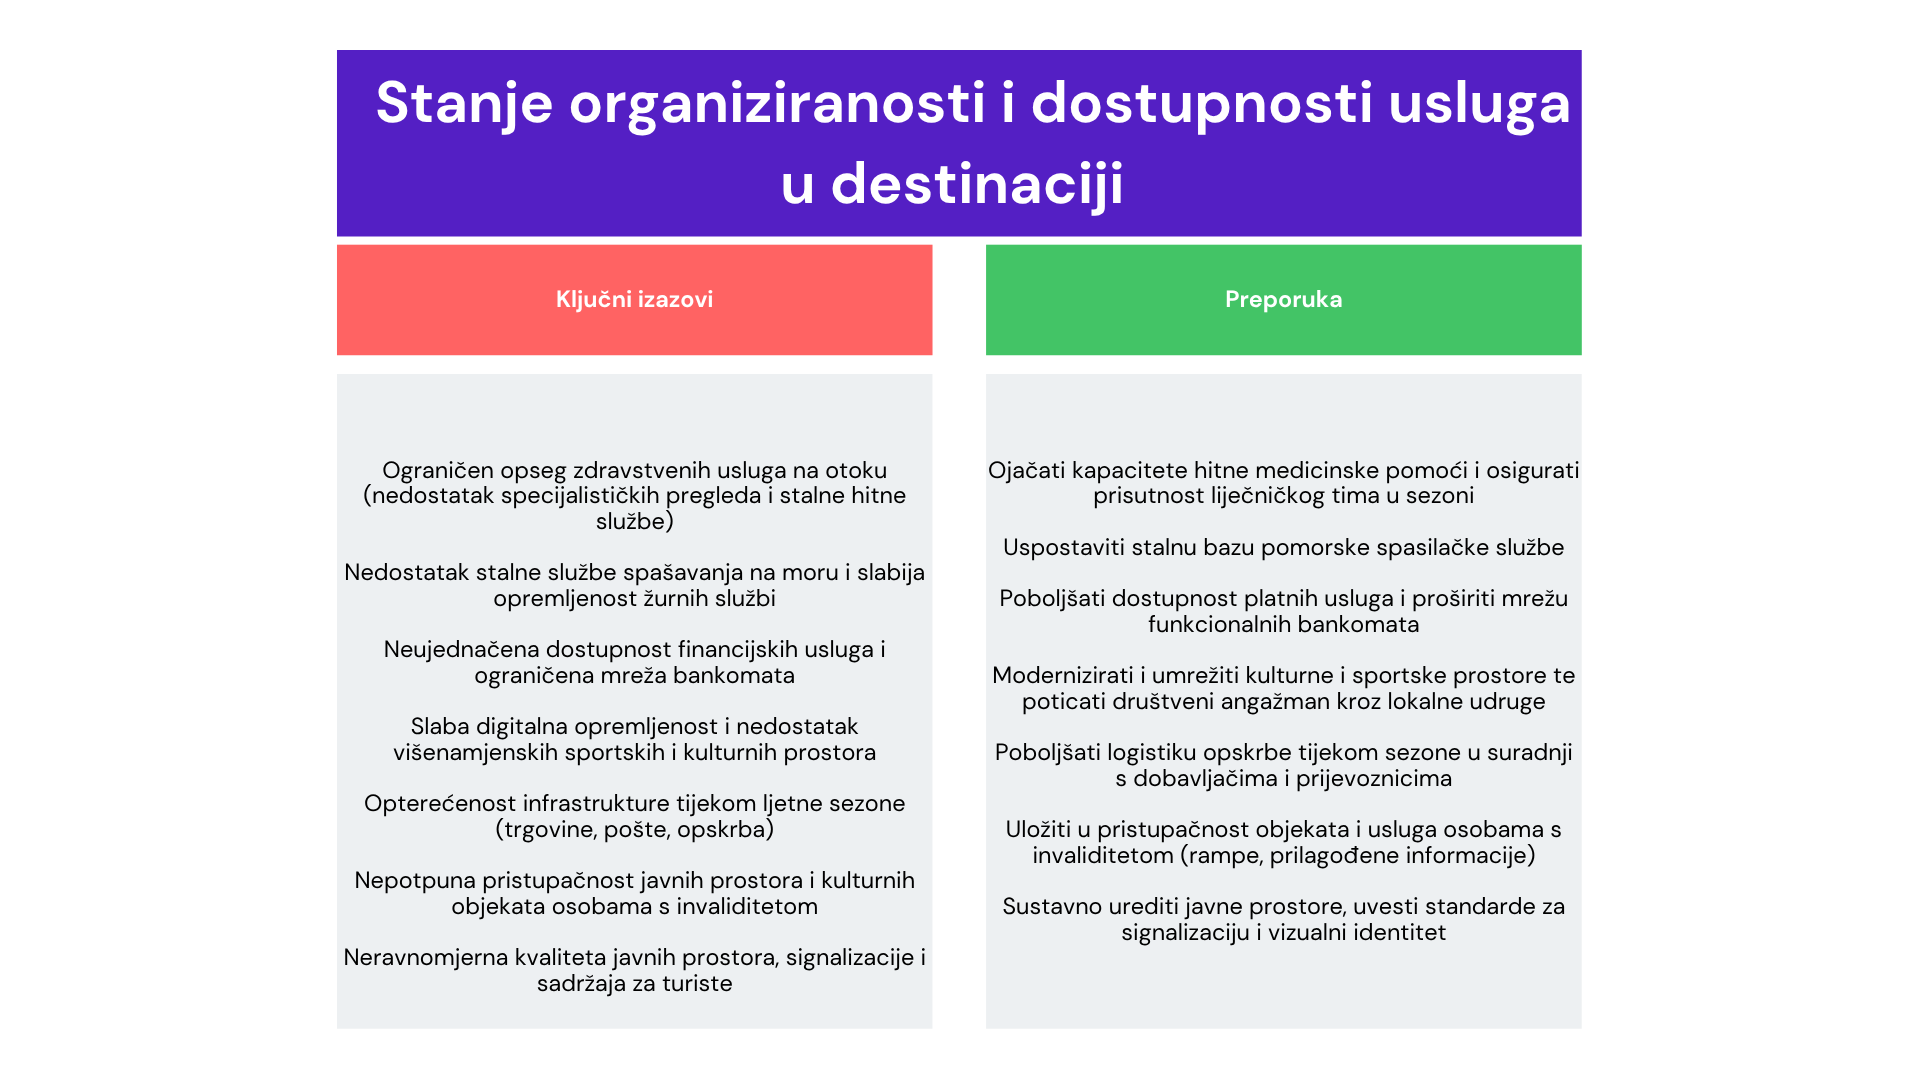 Stanje organiziranosti i dostupnosti usluga
u destinaciji
Ključni izazovi
Ograničen opseg zdravstvenih usluga na otoku
(nedostatak specijalističkih pregleda i stalne hitne
službe)
Nedostatak stalne službe spašavanja na moru i slabija
opremljenost žurnih službi
Neujednačena dostupnost financijskih usluga i
ograničena mreža bankomata
Slaba digitalna opremljenost i nedostatak
višenamjenskih sportskih i kulturnih prostora
Opterećenost infrastrukture tijekom ljetne sezone
(trgovine, pošte, opskrba)
Nepotpuna pristupačnost javnih prostora i kulturnih
objekata osobama s invaliditetom
Neravnomjerna kvaliteta javnih prostora, signalizacije i
sadržaja za turiste
Preporuka
Ojačati kapacitete hitne medicinske pomoći i osigurati
prisutnost liječničkog tima u sezoni
Uspostaviti stalnu bazu pomorske spasilačke službe
Poboljšati dostupnost platnih usluga i proširiti mrežu
funkcionalnih bankomata
Modernizirati i umrežiti kulturne i sportske prostore te
poticati društveni angažman kroz lokalne udruge
Poboljšati logistiku opskrbe tijekom sezone u suradnji
s dobavljačima i prijevoznicima
Uložiti u pristupačnost objekata i usluga osobama s
invaliditetom (rampe, prilagođene informacije)
Sustavno urediti javne prostore, uvesti standarde za
signalizaciju i vizualni identitet